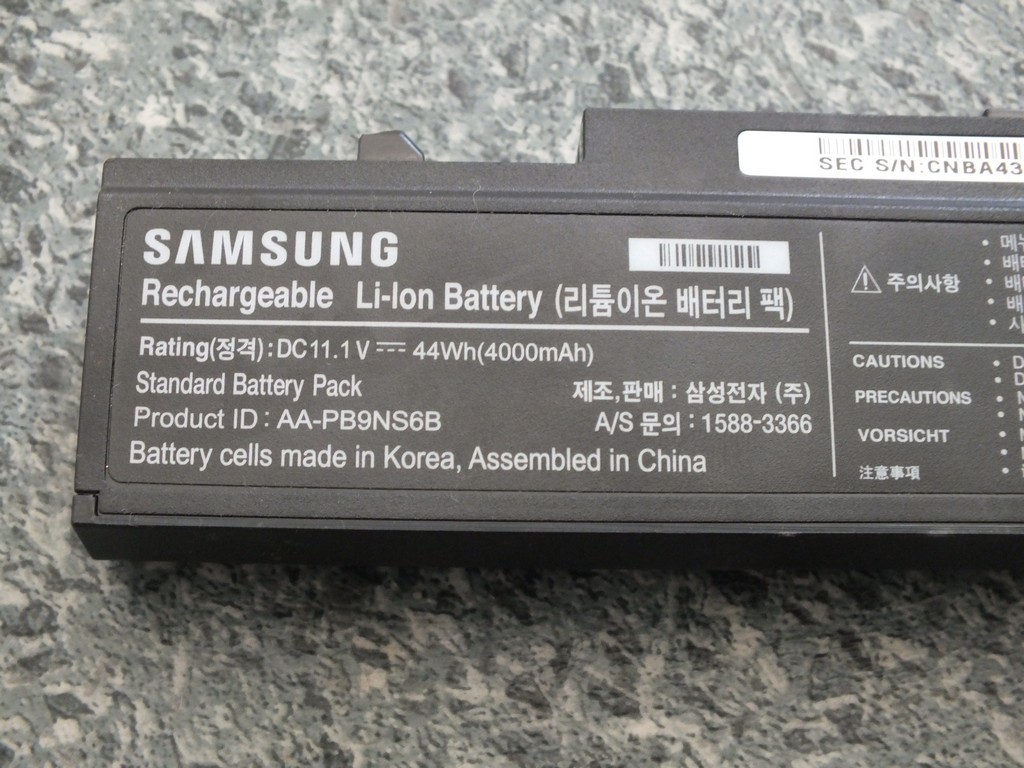 SEC S/N:CNBA43
SAMSUNG
Rechargeable Li-Ion Battery (리튬이온 배터리 팩)
Rating(정격):DC11.1V ⎓ 44Wh(4000mAh)
Standard Battery Pack
제조,판매 : 삼성전자 (주)
Product ID : AA-PB9NS6B
A/S 문의 : 1588-3366
Battery cells made in Korea, Assembled in China
주의사항
CAUTIONS
PRECAUTIONS
VORSICHT
注意事項